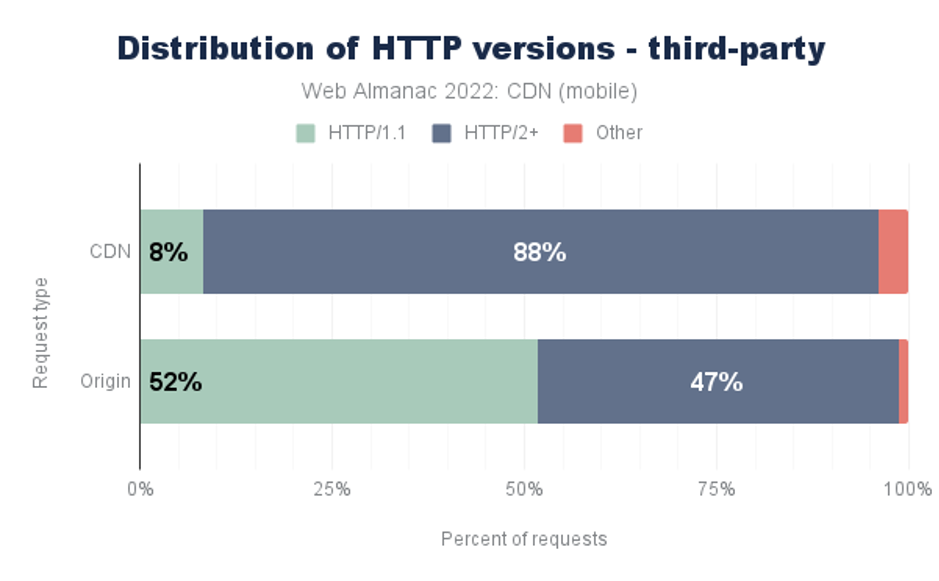 Distribution of HTTP versions - third-party
Web Almanac 2022: CDN (mobile)
HTTP/1.1 HTTP/2+ Other
Request type
CDN 8% 88%
Origin 52% 47%
0% 25% 50% 75% 100%
Percent of requests